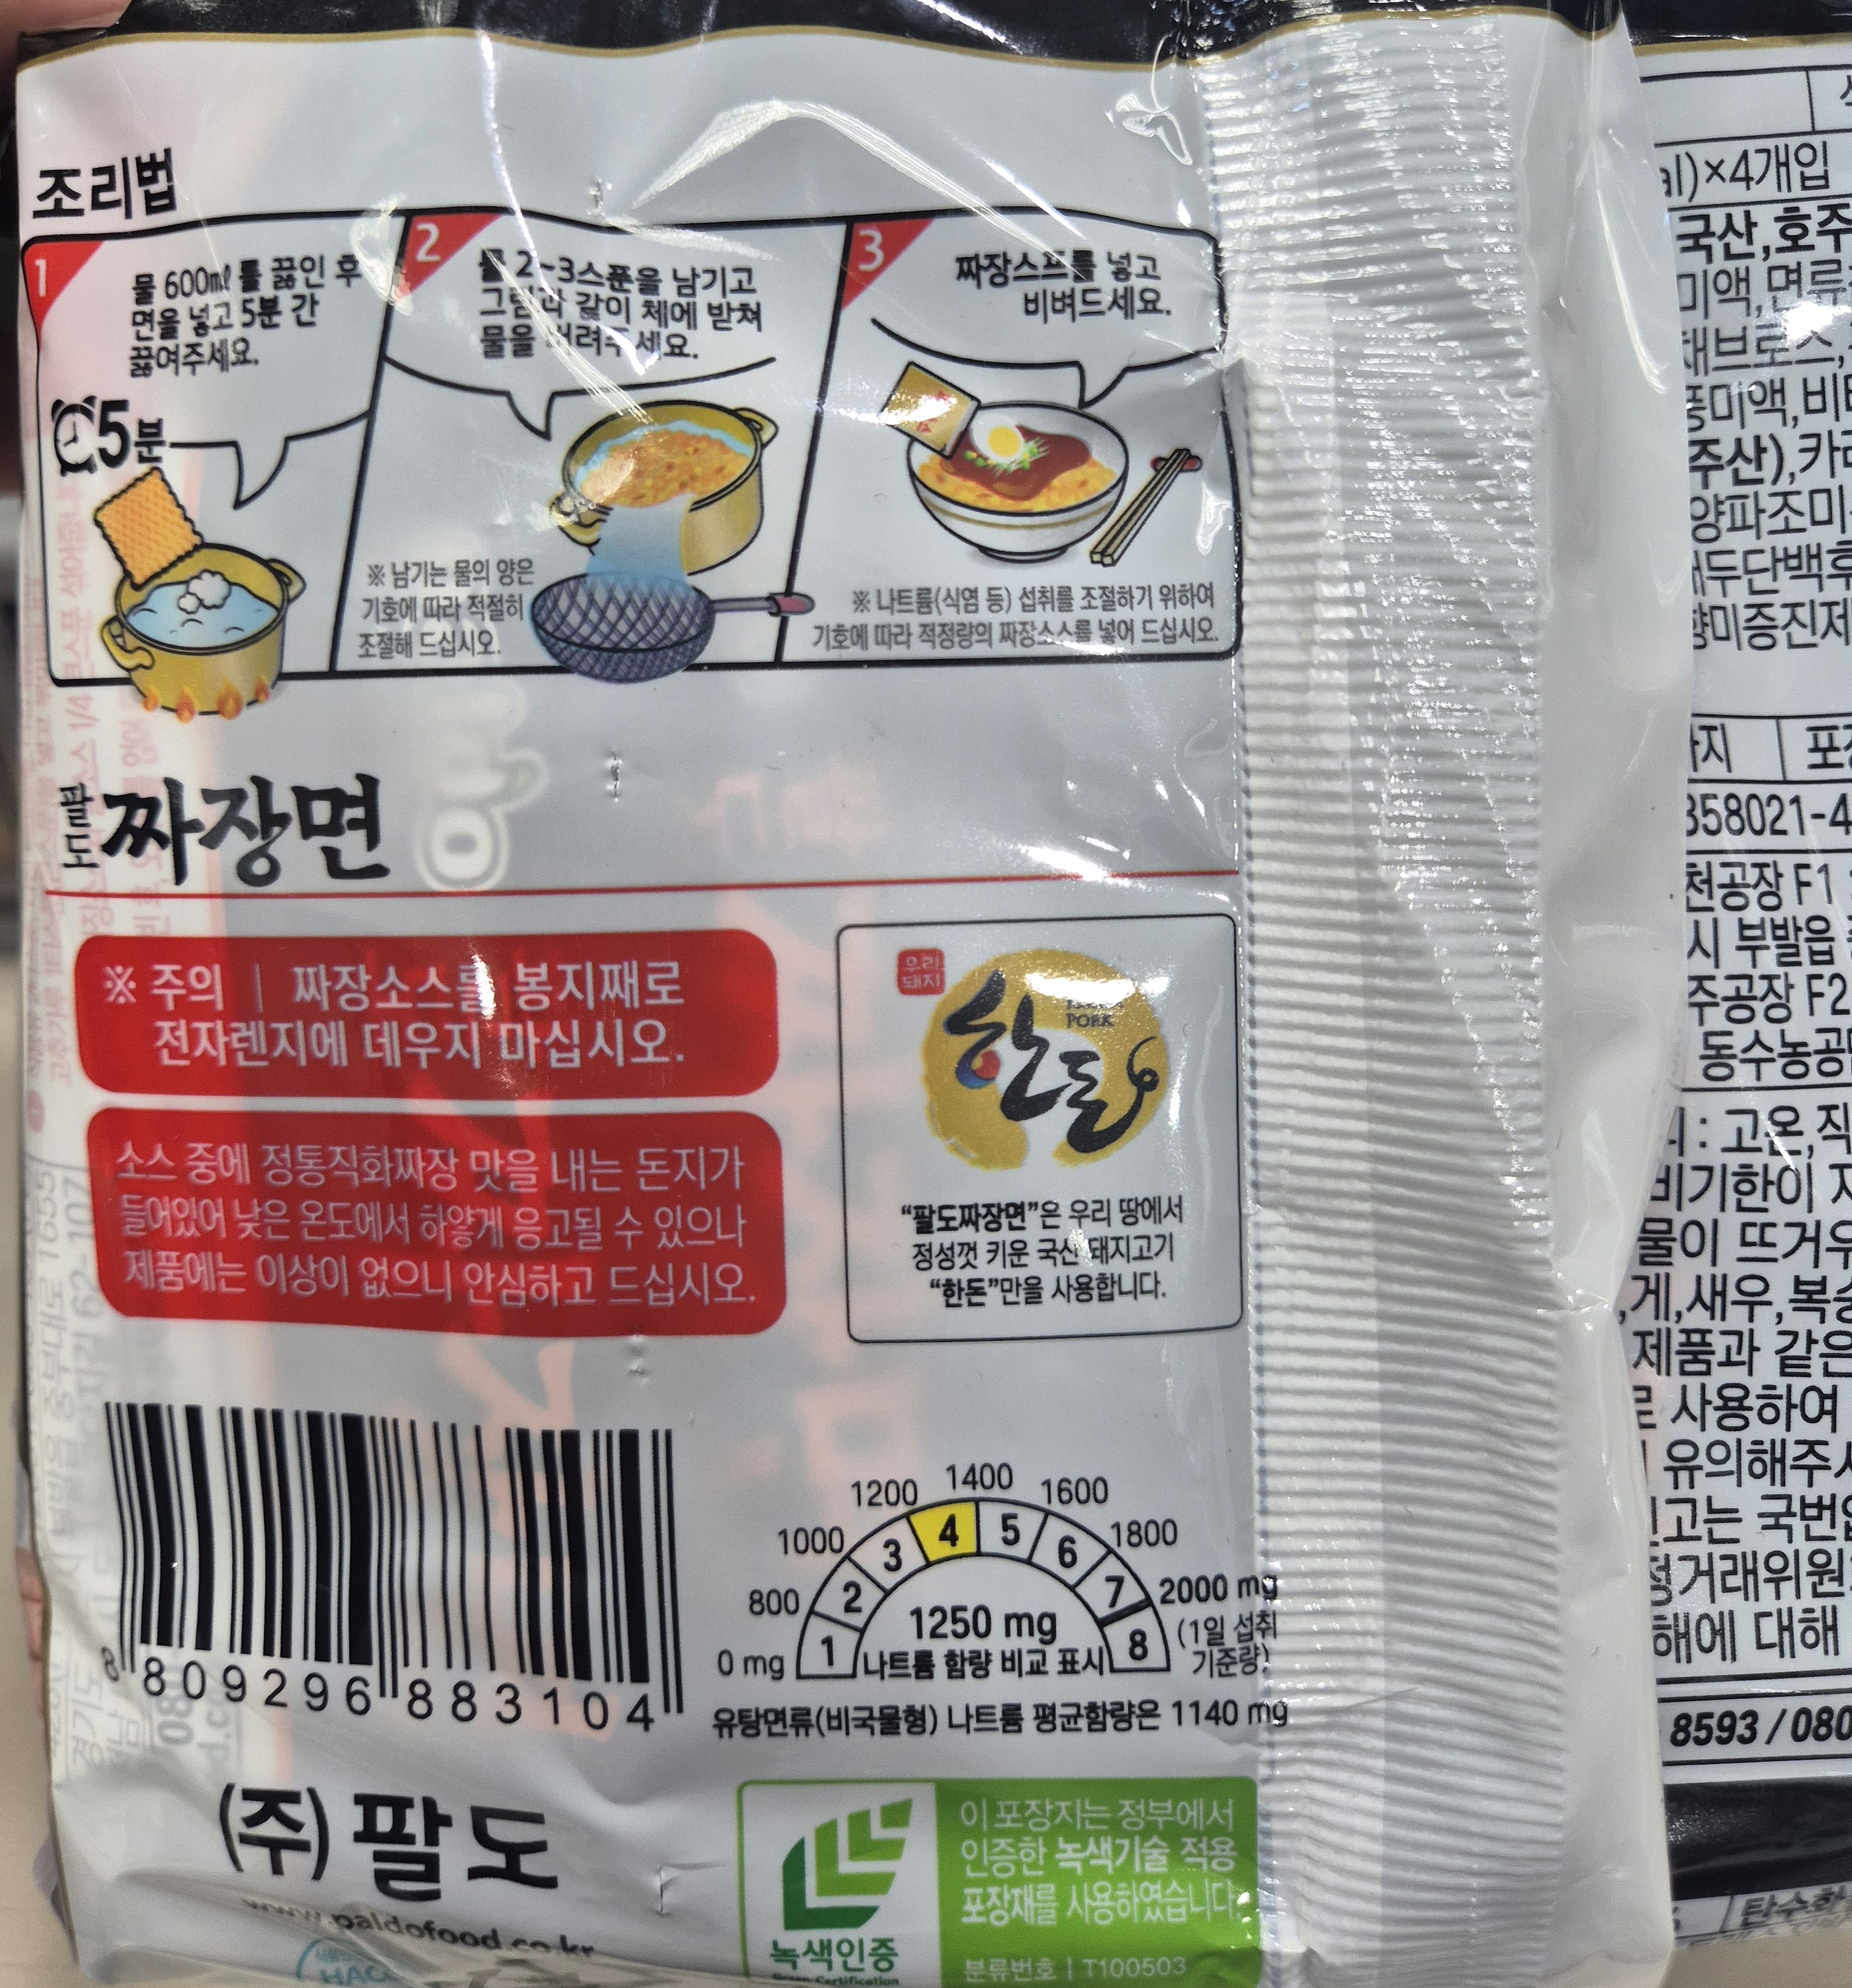 조리법
1
물 600㎖를 끓인 후
면을 넣고 5분 간
끓여주세요.
5분
2
물 2~3스푼을 남기고
그림과 같이 체에 받쳐
물을 버려주세요.
※ 남기는 물의 양은
기호에 따라 적절히
조절해 드십시오.
3
짜장스프를 넣고
비벼드세요.
※ 나트륨(식염 등) 섭취를 조절하기 위하여
기호에 따라 적정량의 짜장소스를 넣어 드십시오.
팔도 짜장면
※ 주의 | 짜장소스를 봉지째로
전자렌지에 데우지 마십시오.
소스 중에 정통직화짜장 맛을 내는 돈지가
들어있어 낮은 온도에서 하얗게 응고될 수 있으나
제품에는 이상이 없으니 안심하고 드십시오.
우리
돼지
PORK
한돈
“팔도짜장면”은 우리 땅에서
정성껏 키운 국산 돼지고기
“한돈”만을 사용합니다.
8 809296 883104
0 mg 800 1000 1200 1400 1600 1800 2000 mg
(1일 섭취
기준량)
1 2 3 4 5 6 7 8
1250 mg
나트륨 함량 비교 표시
유탕면류(비국물형) 나트륨 평균함량은 1140 mg
㈜팔도
www.paldofood.co.kr
녹색인증
Green Certification
이 포장지는 정부에서
인증한 녹색기술 적용
포장재를 사용하였습니다.
분류번호 | T100503
al)×4개입
국산,호주
미액,면류
풍미액,비
주산),카
양파조미
두단백
향미증진제
358021-4
천공장 F1
시 부발읍
주공장 F2
동수농공
: 고온,직
비기한이
물이 뜨거우
,게,새우,복숭
제품과 같은
로 사용하여
유의해주
고는 국번
정거래위원
해에 대해
8593 / 080
탄수화